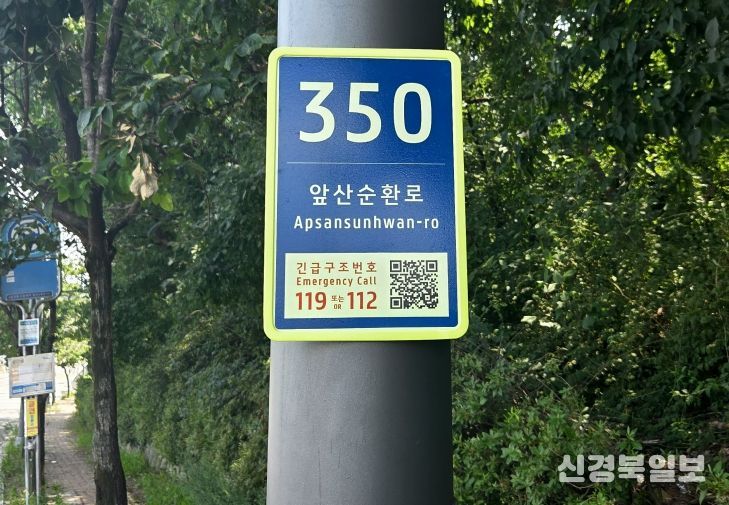 350
앞산순환로
Apsansunhwan-ro
긴급구조번호
Emergency Call
119 또는 OR 112
신경북일보